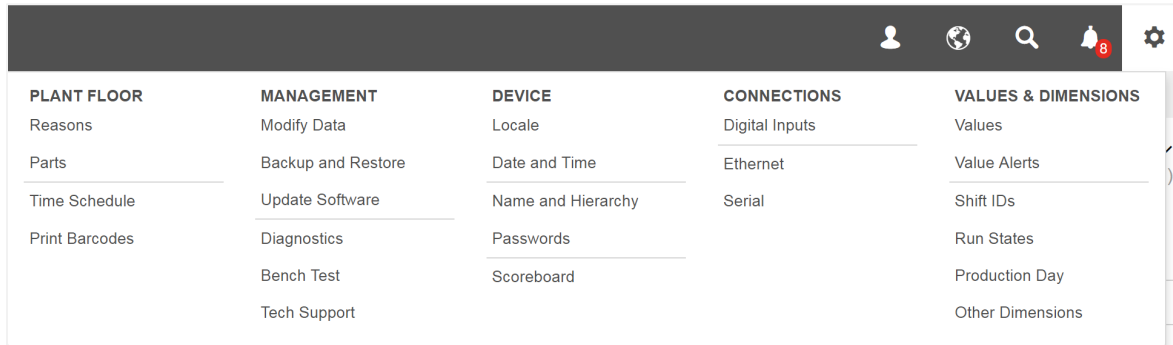 8
PLANT FLOOR
Reasons
Parts
Time Schedule
Print Barcodes
MANAGEMENT
Modify Data
Backup and Restore
Update Software
Diagnostics
Bench Test
Tech Support
DEVICE
Locale
Date and Time
Name and Hierarchy
Passwords
Scoreboard
CONNECTIONS
Digital Inputs
Ethernet
Serial
VALUES & DIMENSIONS
Values
Value Alerts
Shift IDs
Run States
Production Day
Other Dimensions
)